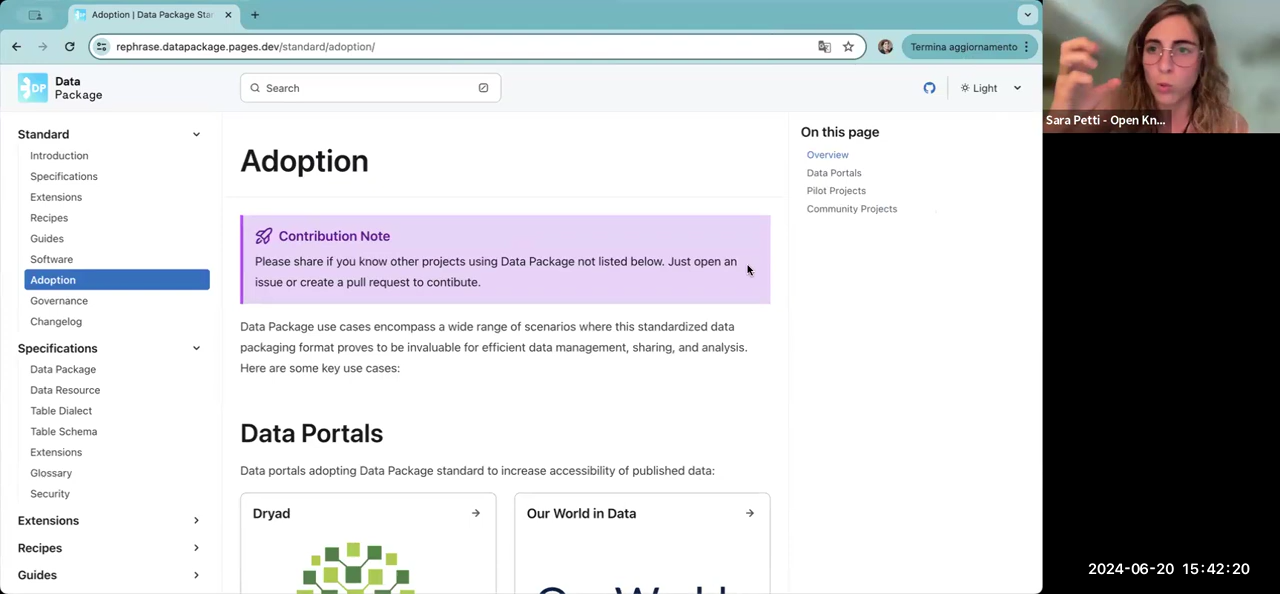 Adoption | Data Package Star
rephrase.datapackage.pages.dev/standard/adoption/
Termina aggiornamento
Sara Petti - Open Kn...
DP
Data
Package
Search
Light
Standard
Introduction
Specifications
Extensions
Recipes
Guides
Software
Adoption
Governance
Changelog
Specifications
Data Package
Data Resource
Table Dialect
Table Schema
Extensions
Glossary
Security
Extensions
Recipes
Guides
Adoption
Contribution Note
Please share if you know other projects using Data Package not listed below. Just open an
issue or create a pull request to contibute.
Data Package use cases encompass a wide range of scenarios where this standardized data
packaging format proves to be invaluable for efficient data management, sharing, and analysis.
Here are some key use cases:
Data Portals
Data portals adopting Data Package standard to increase accessibility of published data:
Dryad
Our World in Data
On this page
Overview
Data Portals
Pilot Projects
Community Projects
2024-06-20 15:42:20